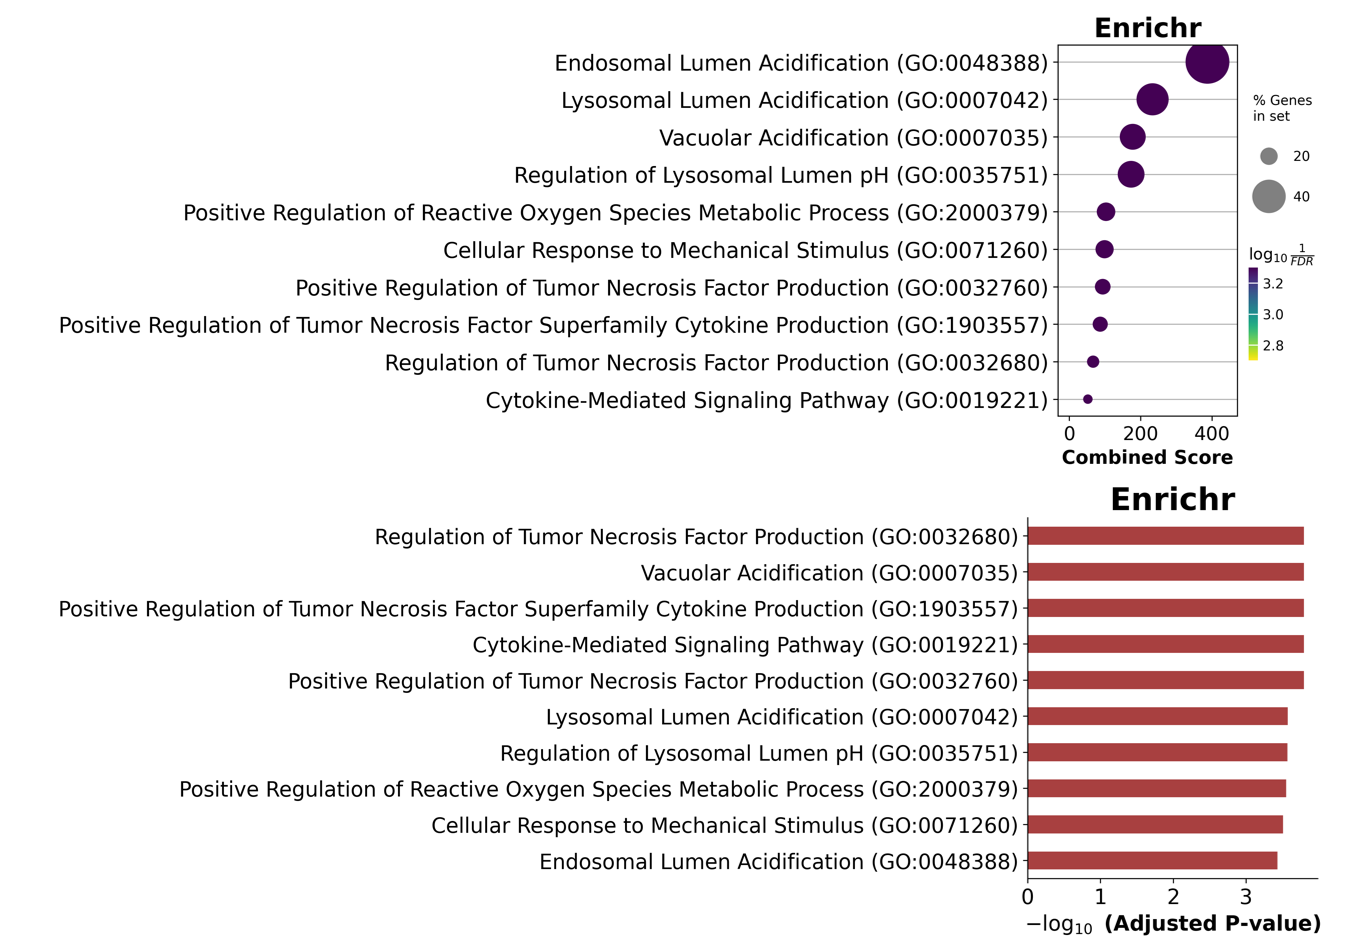 Enrichr
Endosomal Lumen Acidification (GO:0048388)
Lysosomal Lumen Acidification (GO:0007042)
Vacuolar Acidification (GO:0007035)
Regulation of Lysosomal Lumen pH (GO:0035751)
Positive Regulation of Reactive Oxygen Species Metabolic Process (GO:2000379)
Cellular Response to Mechanical Stimulus (GO:0071260)
Positive Regulation of Tumor Necrosis Factor Production (GO:0032760)
Positive Regulation of Tumor Necrosis Factor Superfamily Cytokine Production (GO:1903557)
Regulation of Tumor Necrosis Factor Production (GO:0032680)
Cytokine-Mediated Signaling Pathway (GO:0019221)
0 200 400
Combined Score
% Genes
in set
20
40
log₁₀ 1/FDR
3.2
3.0
2.8
Enrichr
Regulation of Tumor Necrosis Factor Production (GO:0032680)
Vacuolar Acidification (GO:0007035)
Positive Regulation of Tumor Necrosis Factor Superfamily Cytokine Production (GO:1903557)
Cytokine-Mediated Signaling Pathway (GO:0019221)
Positive Regulation of Tumor Necrosis Factor Production (GO:0032760)
Lysosomal Lumen Acidification (GO:0007042)
Regulation of Lysosomal Lumen pH (GO:0035751)
Positive Regulation of Reactive Oxygen Species Metabolic Process (GO:2000379)
Cellular Response to Mechanical Stimulus (GO:0071260)
Endosomal Lumen Acidification (GO:0048388)
0 1 2 3
−log₁₀ (Adjusted P-value)